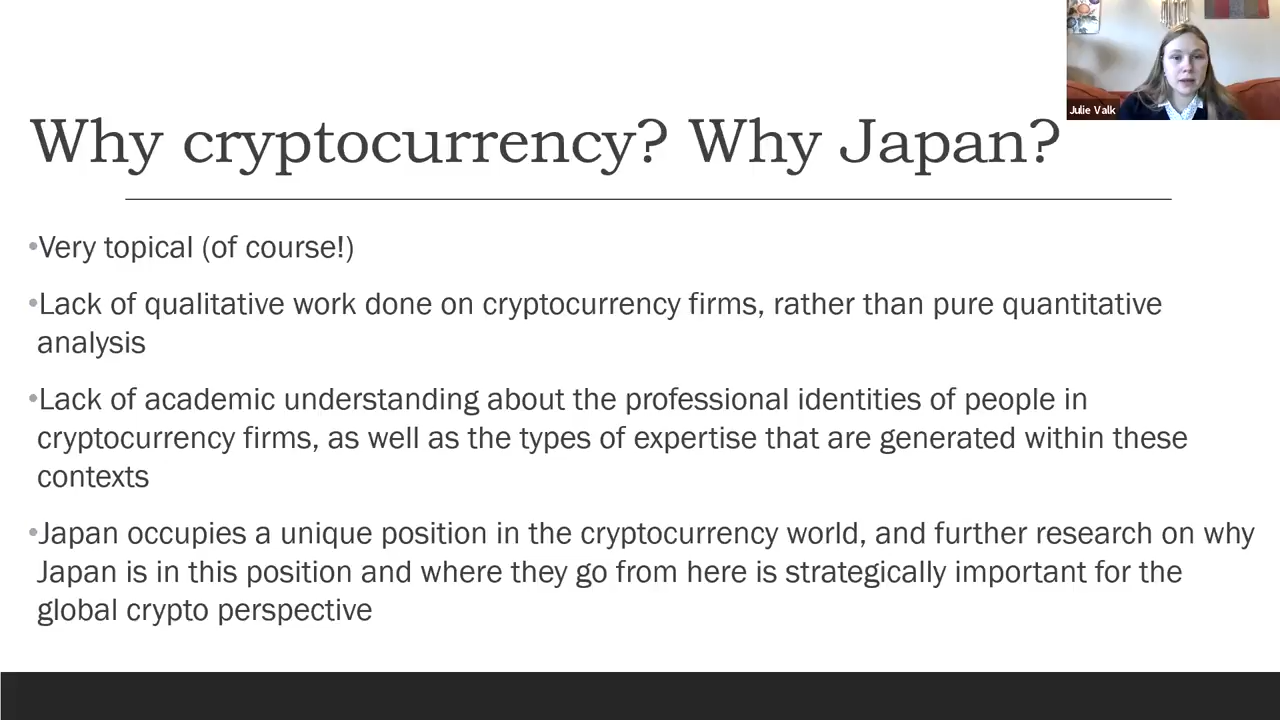 Julie Valk
Why cryptocurrency? Why Japan?
•Very topical (of course!)
•Lack of qualitative work done on cryptocurrency firms, rather than pure quantitative
analysis
•Lack of academic understanding about the professional identities of people in
cryptocurrency firms, as well as the types of expertise that are generated within these
contexts
•Japan occupies a unique position in the cryptocurrency world, and further research on why
Japan is in this position and where they go from here is strategically important for the
global crypto perspective